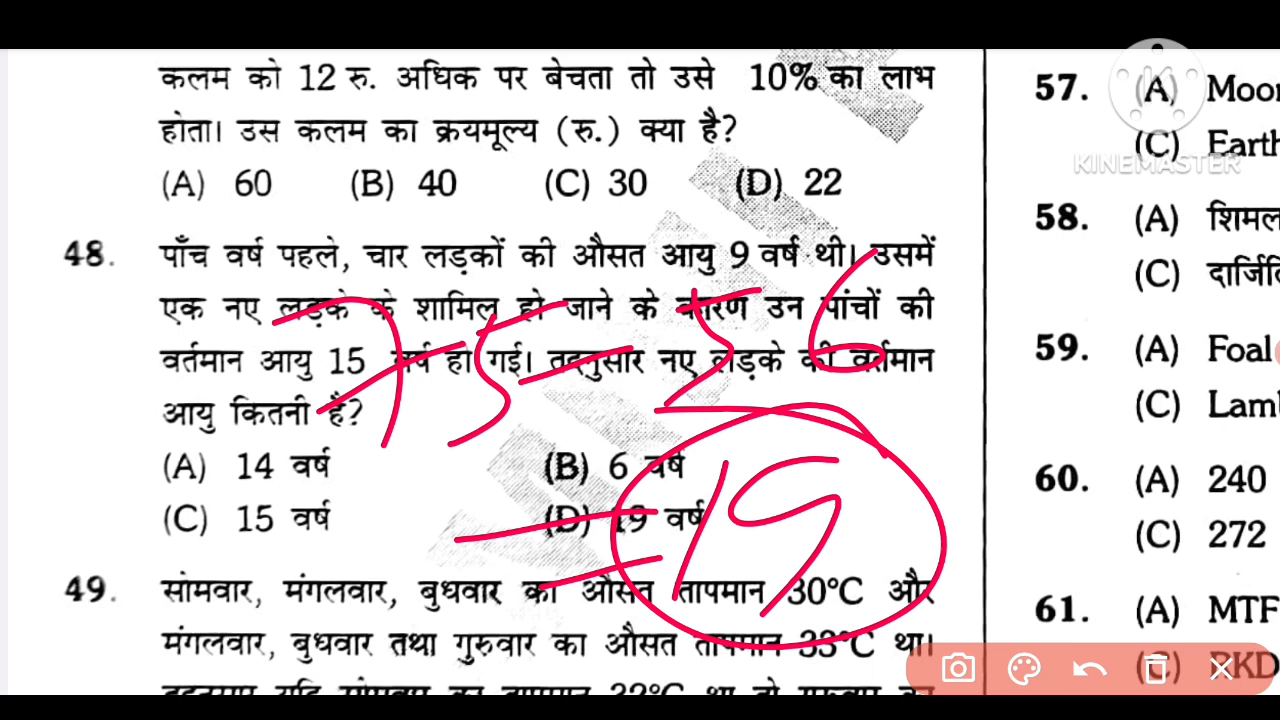 कलम को 12 रु. अधिक पर बेचता तो उसे 10% का लाभ
होता। उस कलम का क्रयमूल्य (रु.) क्या है?
(A) 60 (B) 40 (C) 30 (D) 22
48. पाँच वर्ष पहले, चार लड़कों की औसत आयु 9 वर्ष थी। उसमें
एक नए लड़के के शामिल हो जाने के कारण उन पांचों की
वर्तमान आयु 15 वर्ष हो गई। तद्नुसार नए लड़के की वर्तमान
आयु कितनी है?
(A) 14 वर्ष (B) 6 वर्ष
(C) 15 वर्ष (D) 19 वर्ष
75 - 56
= 19
49. सोमवार, मंगलवार, बुधवार का औसत तापमान 30°C और
मंगलवार, बुधवार तथा गुरुवार का औसत तापमान 33°C था।
57. (A) Moon
(C) Earth
KINEMASTER
58. (A)
(C)
59. (A) Foal
(C) Lamb
60. (A) 240
(C) 272
61. (A) MTF
(C) RKD